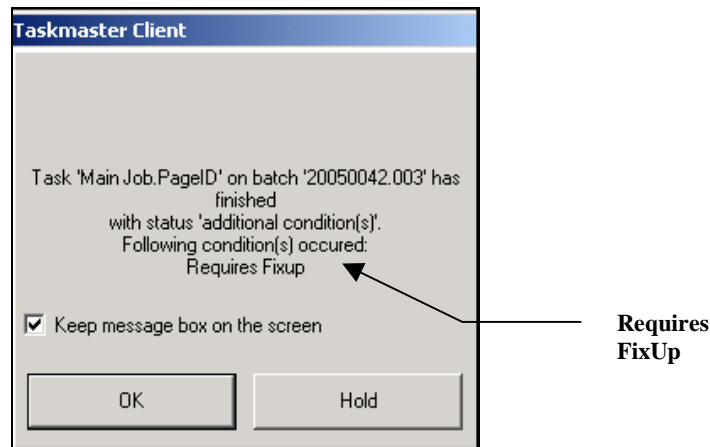 Taskmaster Client
Task 'Main Job.PageID' on batch '20050042.003' has
finished
with status 'additional condition(s)'.
Following condition(s) occured:
Requires Fixup
Keep message box on the screen
OK
Hold
Requires
FixUp